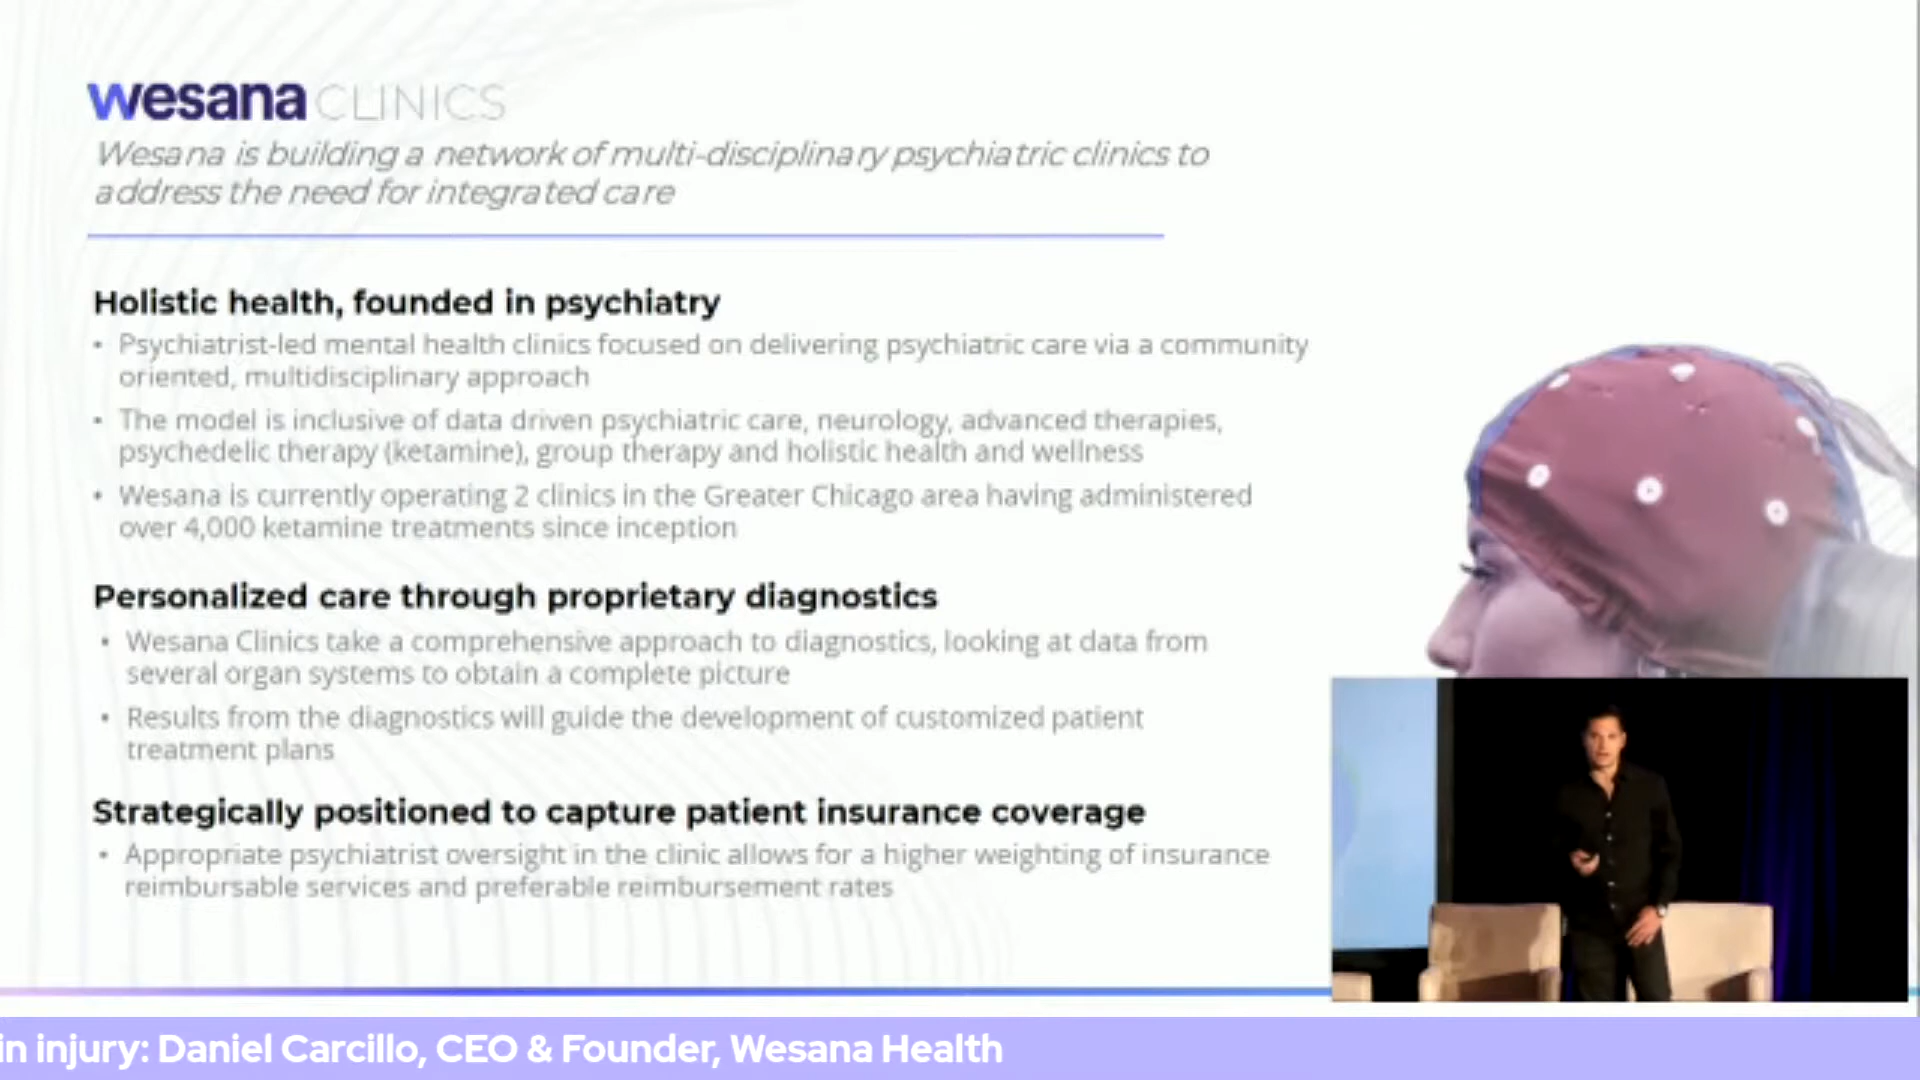 wesana CLINICS
Wesana is building a network of multi-disciplinary psychiatric clinics to
address the need for integrated care
Holistic health, founded in psychiatry
• Psychiatrist-led mental health clinics focused on delivering psychiatric care via a community
oriented, multidisciplinary approach
• The model is inclusive of data driven psychiatric care, neurology, advanced therapies,
psychedelic therapy (ketamine), group therapy and holistic health and wellness
• Wesana is currently operating 2 clinics in the Greater Chicago area having administered
over 4,000 ketamine treatments since inception
Personalized care through proprietary diagnostics
• Wesana Clinics take a comprehensive approach to diagnostics, looking at data from
several organ systems to obtain a complete picture
• Results from the diagnostics will guide the development of customized patient
treatment plans
Strategically positioned to capture patient insurance coverage
• Appropriate psychiatrist oversight in the clinic allows for a higher weighting of insurance
reimbursable services and preferable reimbursement rates
in injury: Daniel Carcillo, CEO & Founder, Wesana Health